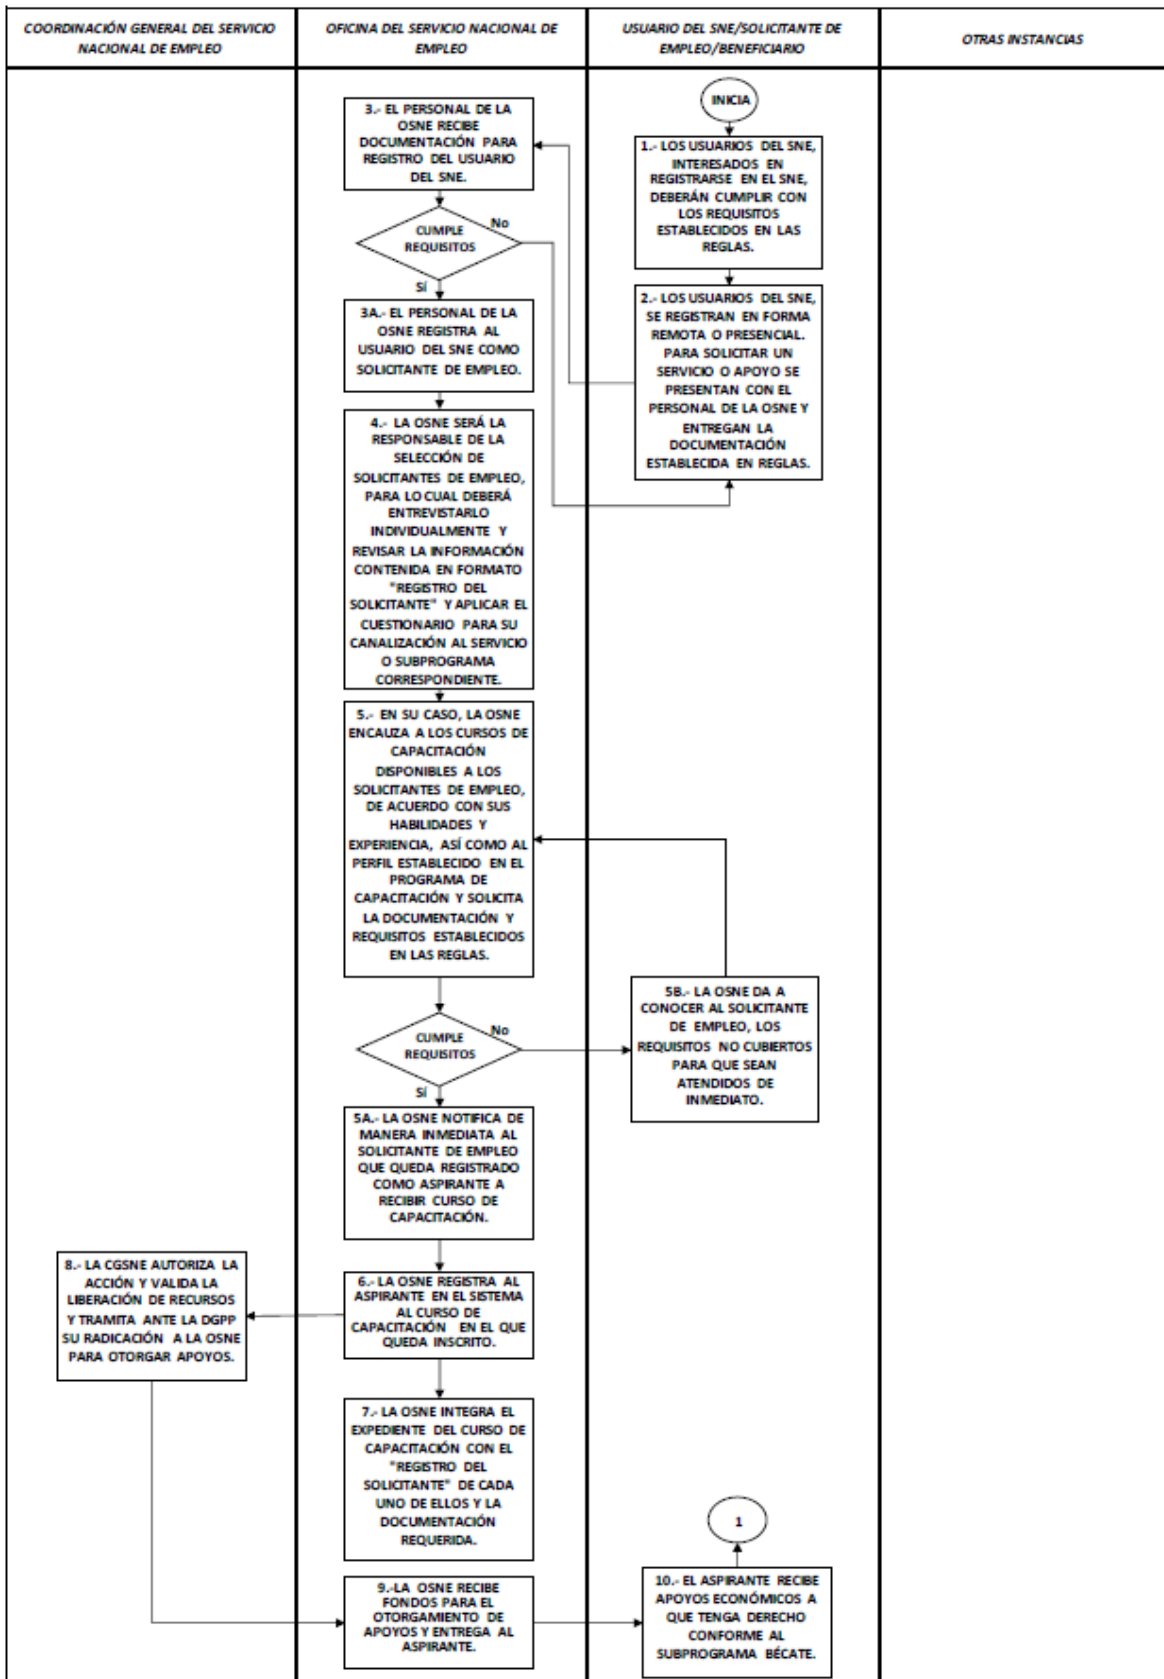 COORDINACIÓN GENERAL DEL SERVICIO
NACIONAL DE EMPLEO
OFICINA DEL SERVICIO NACIONAL DE
EMPLEO
USUARIO DEL SNE/SOLICITANTE DE
EMPLEO/BENEFICIARIO
OTRAS INSTANCIAS
INICIA
1.- LOS USUARIOS DEL SNE,
INTERESADOS EN
REGISTRARSE EN EL SNE,
DEBERÁN CUMPLIR CON
LOS REQUISITOS
ESTABLECIDOS EN LAS
REGLAS.
2.- LOS USUARIOS DEL SNE,
SE REGISTRAN EN FORMA
REMOTA O PRESENCIAL.
PARA SOLICITAR UN
SERVICIO O APOYO SE
PRESENTAN CON EL
PERSONAL DE LA OSNE Y
ENTREGAN LA
DOCUMENTACIÓN
ESTABLECIDA EN REGLAS.
3.- EL PERSONAL DE LA
OSNE RECIBE
DOCUMENTACIÓN PARA
REGISTRO DEL USUARIO
DEL SNE.
CUMPLE
REQUISITOS
No
Sí
3A.- EL PERSONAL DE LA
OSNE REGISTRA AL
USUARIO DEL SNE COMO
SOLICITANTE DE EMPLEO.
4.- LA OSNE SERÁ LA
RESPONSABLE DE LA
SELECCIÓN DE
SOLICITANTES DE EMPLEO,
PARA LO CUAL DEBERÁ
ENTREVISTARLO
INDIVIDUALMENTE Y
REVISAR LA INFORMACIÓN
CONTENIDA EN FORMATO
"REGISTRO DEL
SOLICITANTE" Y APLICAR EL
CUESTIONARIO PARA SU
CANALIZACIÓN AL SERVICIO
O SUBPROGRAMA
CORRESPONDIENTE.
5.- EN SU CASO, LA OSNE
ENCAUZA A LOS CURSOS DE
CAPACITACIÓN
DISPONIBLES A LOS
SOLICITANTES DE EMPLEO,
DE ACUERDO CON SUS
HABILIDADES Y
EXPERIENCIA, ASÍ COMO AL
PERFIL ESTABLECIDO EN EL
PROGRAMA DE
CAPACITACIÓN Y SOLICITA
LA DOCUMENTACIÓN Y
REQUISITOS ESTABLECIDOS
EN LAS REGLAS.
CUMPLE
REQUISITOS
No
Sí
5B.- LA OSNE DA A
CONOCER AL SOLICITANTE
DE EMPLEO, LOS
REQUISITOS NO CUBIERTOS
PARA QUE SEAN
ATENDIDOS DE
INMEDIATO.
5A.- LA OSNE NOTIFICA DE
MANERA INMEDIATA AL
SOLICITANTE DE EMPLEO
QUE QUEDA REGISTRADO
COMO ASPIRANTE A
RECIBIR CURSO DE
CAPACITACIÓN.
6.- LA OSNE REGISTRA AL
ASPIRANTE EN EL SISTEMA
AL CURSO DE
CAPACITACIÓN EN EL QUE
QUEDA INSCRITO.
8.- LA CGSNE AUTORIZA LA
ACCIÓN Y VALIDA LA
LIBERACIÓN DE RECURSOS
Y TRAMITA ANTE LA DGPP
SU RADICACIÓN A LA OSNE
PARA OTORGAR APOYOS.
7.- LA OSNE INTEGRA EL
EXPEDIENTE DEL CURSO DE
CAPACITACIÓN CON EL
"REGISTRO DEL
SOLICITANTE" DE CADA
UNO DE ELLOS Y LA
DOCUMENTACIÓN
REQUERIDA.
9.-LA OSNE RECIBE
FONDOS PARA EL
OTORGAMIENTO DE
APOYOS Y ENTREGA AL
ASPIRANTE.
10.- EL ASPIRANTE RECIBE
APOYOS ECONÓMICOS A
QUE TENGA DERECHO
CONFORME AL
SUBPROGRAMA BÉCATE.
1